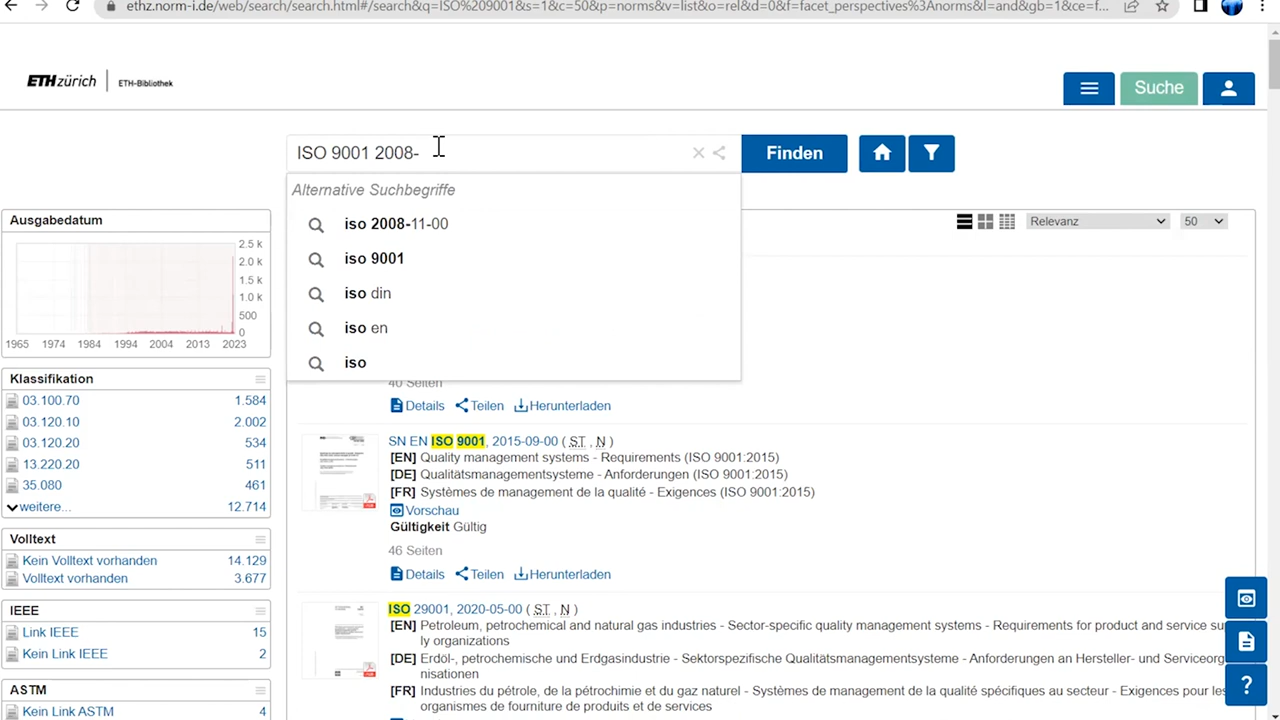 ethz.norm-i.de/web/search/search.html#/search&q=ISO%209001&s=1&c=50&p=norms&v=list&o=rel&d=0&f=facet_perspectives%3Anorms&l=and&gb=1&ce=f...
ETH zürich ETH-Bibliothek
Suche
ISO 9001 2008-
Finden
Alternative Suchbegriffe
iso 2008-11-00
iso 9001
iso din
iso en
iso
Relevanz 50
Ausgabedatum
2.5 k
2.0 k
1.5 k
1.0 k
500
0
1965 1974 1984 1994 2004 2013 2023
Klassifikation
03.100.70 1.584
03.120.10 2.002
03.120.20 534
13.220.20 511
35.080 461
weitere... 12.714
Volltext
Kein Volltext vorhanden 14.129
Volltext vorhanden 3.677
IEEE
Link IEEE 15
Kein Link IEEE 2
ASTM
Kein Link ASTM 4
40 Seiten
Details Teilen Herunterladen
SN EN ISO 9001, 2015-09-00 ( ST , N )
[EN] Quality management systems - Requirements (ISO 9001:2015)
[DE] Qualitätsmanagementsysteme - Anforderungen (ISO 9001:2015)
[FR] Systèmes de management de la qualité - Exigences (ISO 9001:2015)
Vorschau
Gültigkeit Gültig
46 Seiten
Details Teilen Herunterladen
ISO 29001, 2020-05-00 ( ST , N )
[EN] Petroleum, petrochemical and natural gas industries - Sector-specific quality management systems - Requirements for product and service su
ly organizations
[DE] Erdöl-, petrochemische und Erdgasindustrie - Sektorspezifische Qualitätsmanagementsysteme - Anforderungen an Hersteller- und Serviceorg
nisationen
[FR] Industries du pétrole, de la pétrochimie et du gaz naturel - Systèmes de management de la qualité spécifiques au secteur - Exigences pour les
organismes de fourniture de produits et de services
?